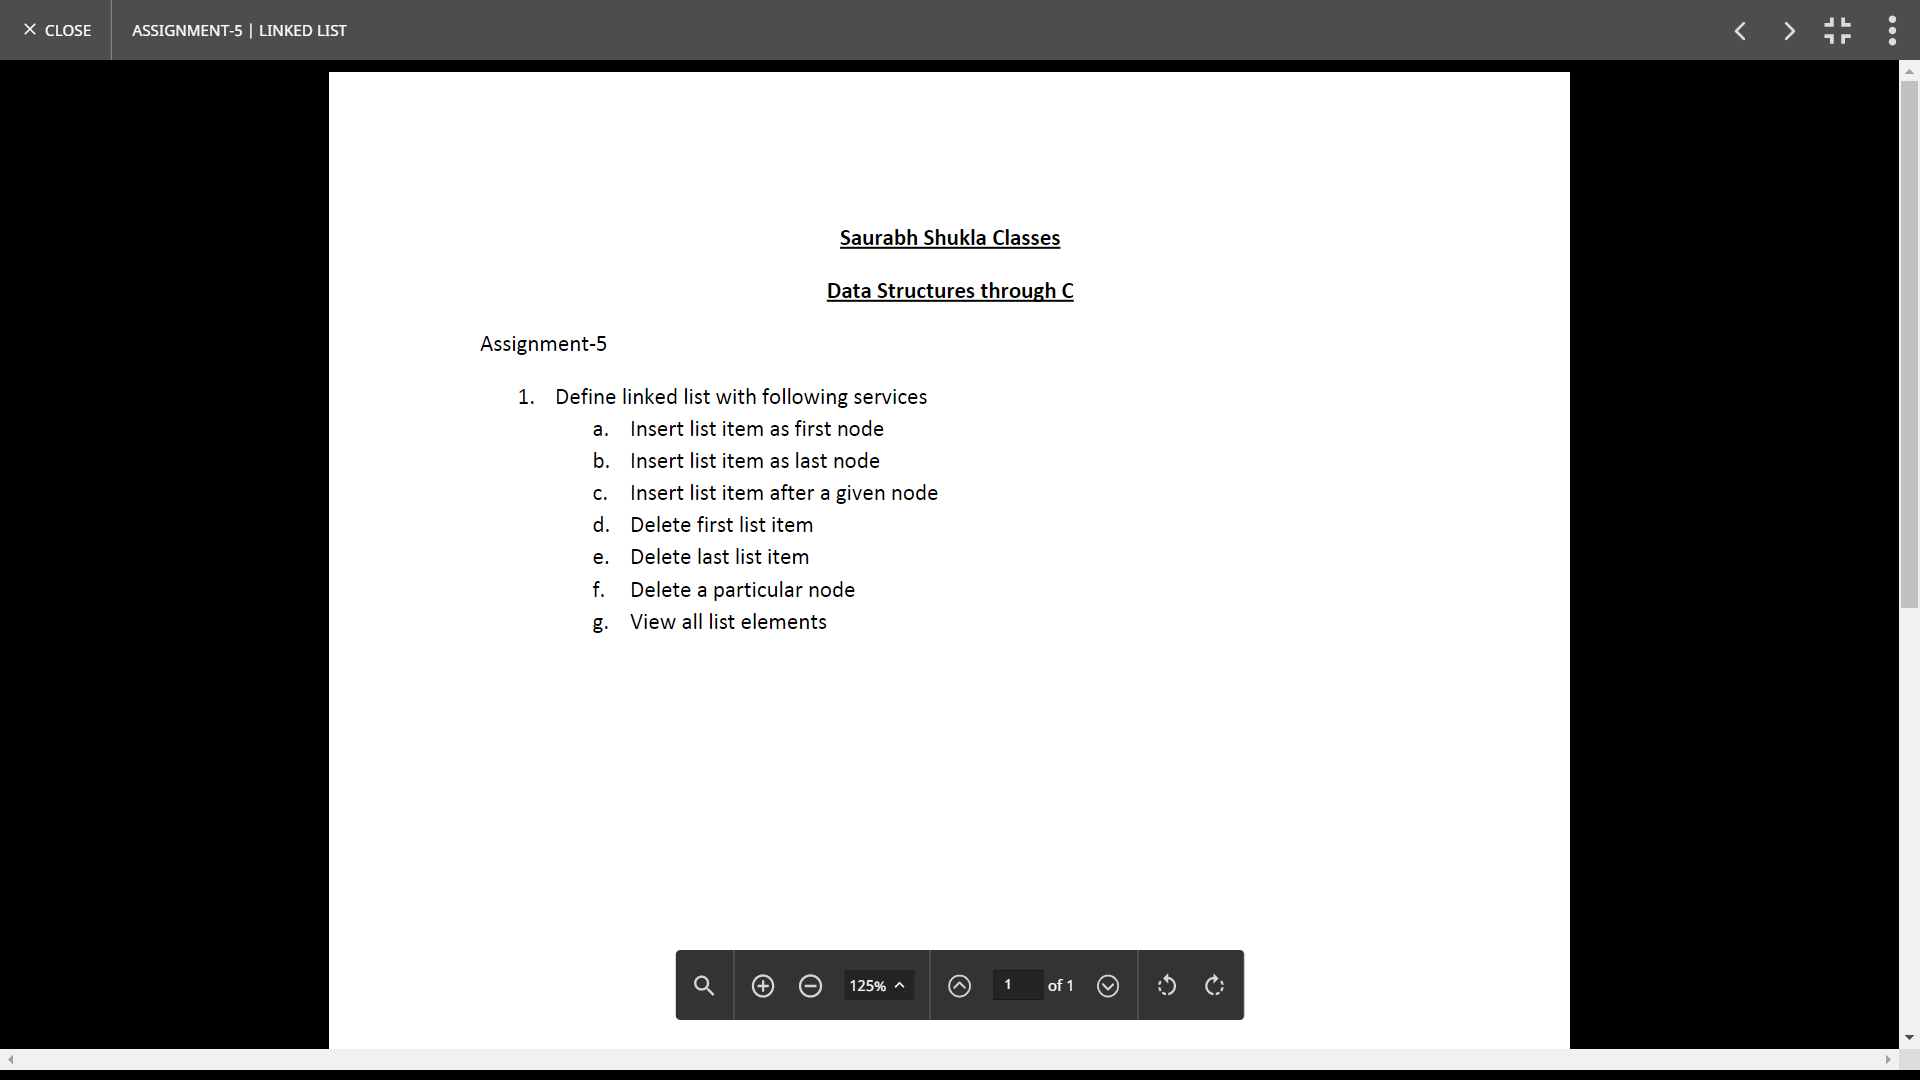 CLOSE
ASSIGNMENT-5 | LINKED LIST
Saurabh Shukla Classes
Data Structures through C
Assignment-5
1. Define linked list with following services
a. Insert list item as first node
b. Insert list item as last node
c. Insert list item after a given node
d. Delete first list item
e. Delete last list item
f. Delete a particular node
g. View all list elements
125% 1 of 1